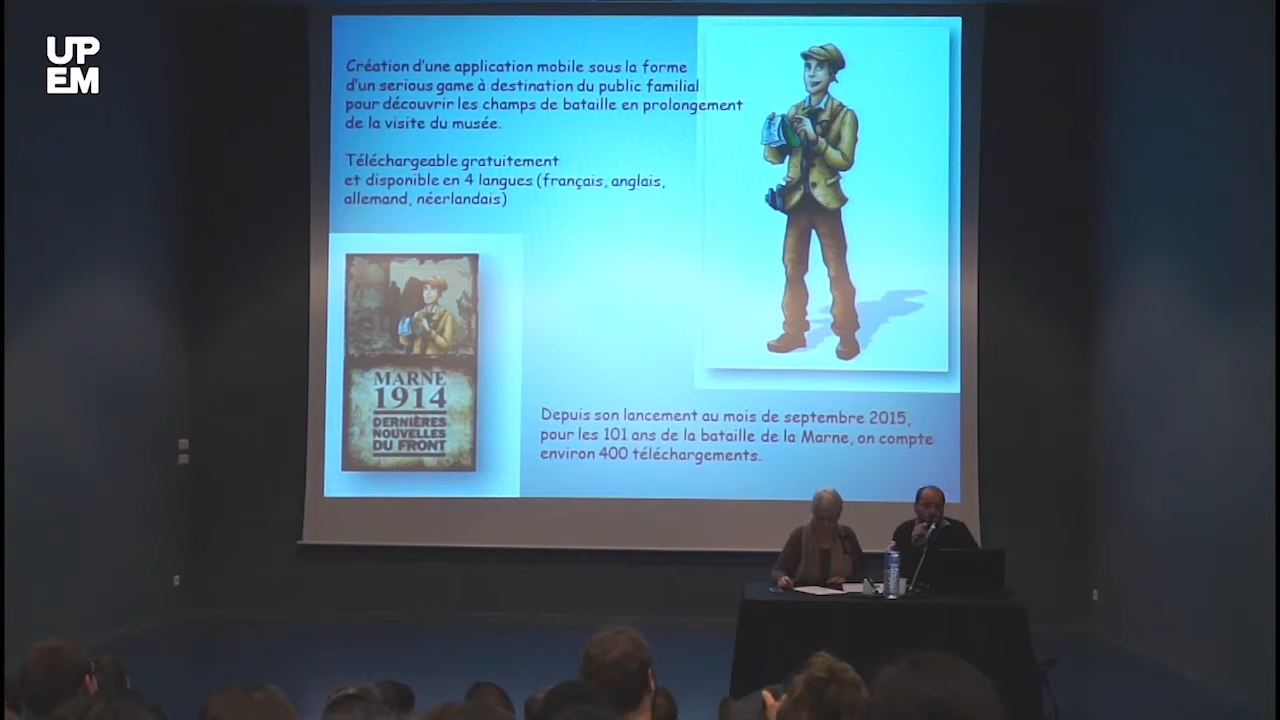 UP
EM
Création d'une application mobile sous la forme
d'un serious game à destination du public familial
pour découvrir les champs de bataille en prolongement
de la visite du musée.
Téléchargeable gratuitement
et disponible en 4 langues (français, anglais,
allemand, néerlandais)
MARNE
1914
DERNIÈRES
NOUVELLES
DU FRONT
Depuis son lancement au mois de septembre 2015,
pour les 101 ans de la bataille de la Marne, on compte
environ 400 téléchargements.